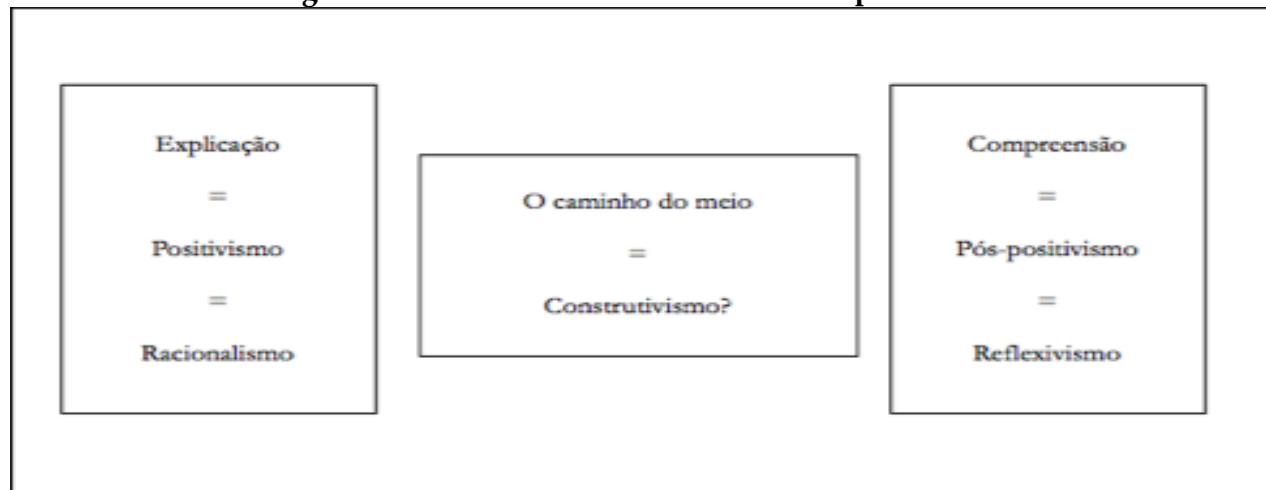 Explicação
=
Positivismo
=
Racionalismo
O caminho do meio
=
Construtivismo?
Compreensão
=
Pós-positivismo
=
Reflexivismo